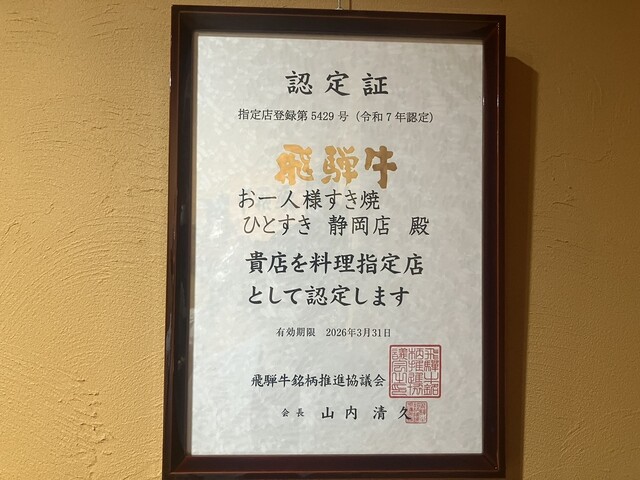 認定証
指定店登録第5429号（令和7年認定）
飛騨牛
お一人様すき焼
ひとすき 静岡店 殿
貴店を料理指定店
として認定します
有効期限 2026年3月31日
飛騨牛銘柄推進協議会
会長 山内 清久